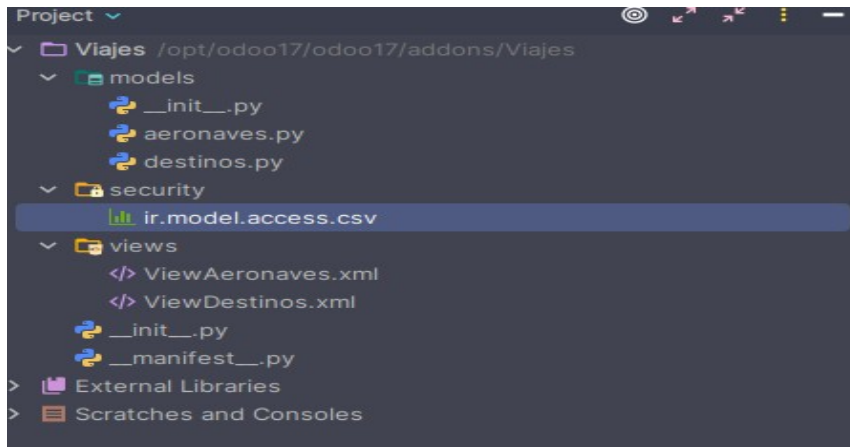 Project
Viajes /opt/odoo17/odoo17/addons/Viajes
models
__init__.py
aeronaves.py
destinos.py
security
ir.model.access.csv
views
</> ViewAeronaves.xml
</> ViewDestinos.xml
__init__.py
__manifest__.py
External Libraries
Scratches and Consoles